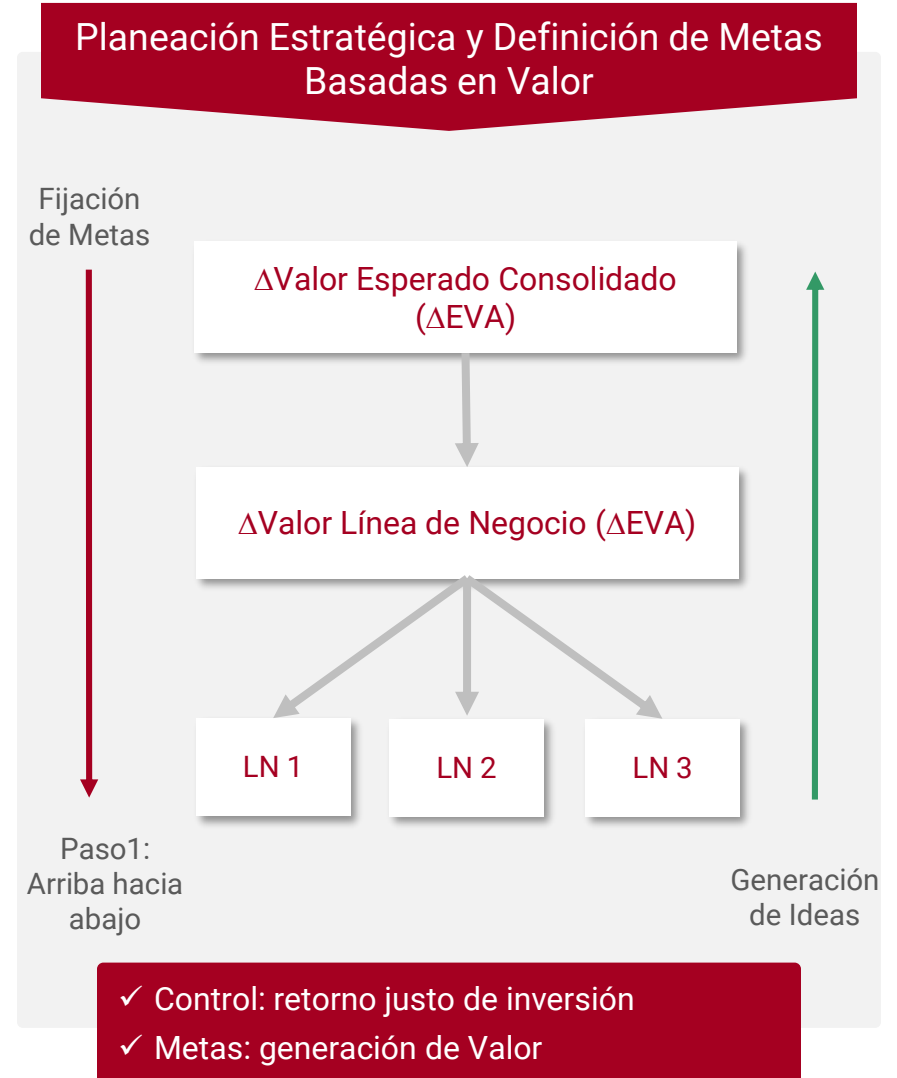 Planeación Estratégica y Definición de Metas
Basadas en Valor
Fijación
de Metas
∆Valor Esperado Consolidado
(∆EVA)
∆Valor Línea de Negocio (∆EVA)
LN 1
LN 2
LN 3
Paso1:
Arriba hacia
abajo
Generación
de Ideas
✓ Control: retorno justo de inversión
✓ Metas: generación de Valor